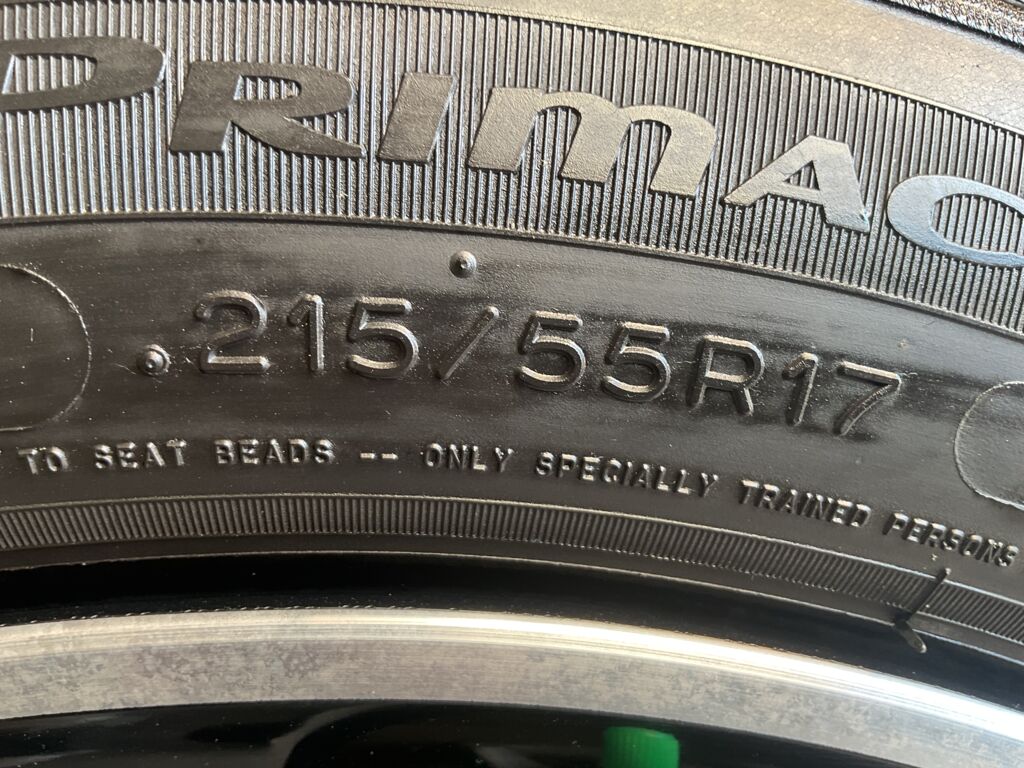 PRIMAC
215/55R17
TO SEAT BEADS -- ONLY SPECIALLY TRAINED PERSONS